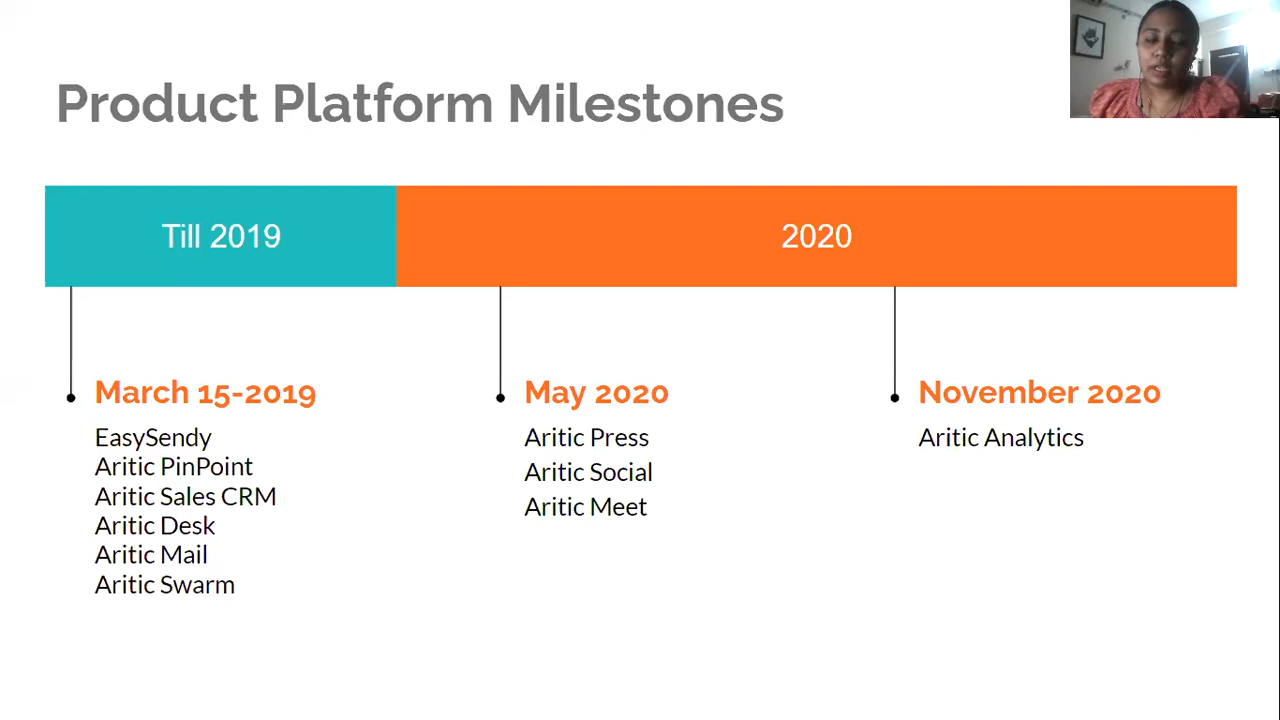 Product Platform Milestones
Till 2019
2020
March 15-2019
EasySendy
Aritic PinPoint
Aritic Sales CRM
Aritic Desk
Aritic Mail
Aritic Swarm
May 2020
Aritic Press
Aritic Social
Aritic Meet
November 2020
Aritic Analytics